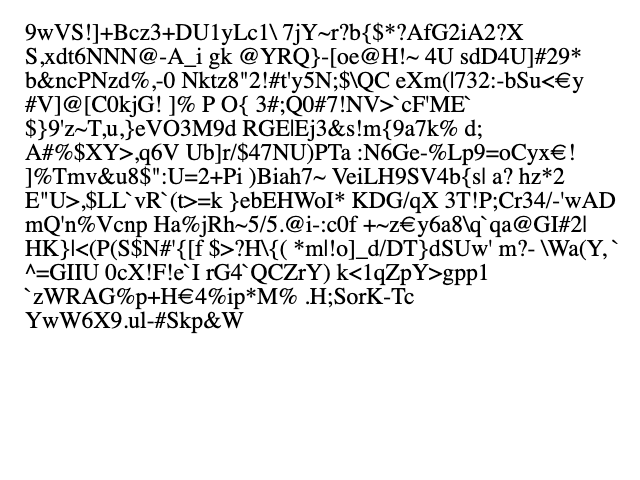 9wVS!]+Bcz3+DU1yLc1\ 7jY~r?b{$*?AfG2iA2?X
S,xdt6NNN@-A_i gk @YRQ}-[oe@H!~ 4U sdD4U]#29*
b&ncPNzd%,-0 Nktz8"2!#t'y5N;$\QC eXm(l732:-bSu<€y
#V]@[C0kjG! ]% P O{ 3#;Q0#7!NV>`cF'ME`
$}9'z~T,u,}eVO3M9d RGE|Ej3&s!m{9a7k% d;
A#%$XY>,q6V Ub]r/$47NU)PTa :N6Ge-%Lp9=oCyx€!
]%Tmv&u8$":U=2+Pi )Biah7~ VeiLH9SV4b{s| a? hz*2
E"U>,$LL`vR`(t>=k }ebEHWoI* KDG/qX 3T!P;Cr34/-'wAD
mQ'n%Vcnp Ha%jRh~5/5.@i-:c0f +~z€y6a8\q`qa@GI#2|
HK}|<(P(S$N#'{[f $>?H\{( *m|!o]_d/DT}dSUw' m?- \Wa(Y, `
^=GIIU 0cX!F!e`I rG4`QCZrY) k<1qZpY>gpp1
`zWRAG%p+H€4%ip*M% .H;SorK-Tc
YwW6X9.ul-#Skp&W